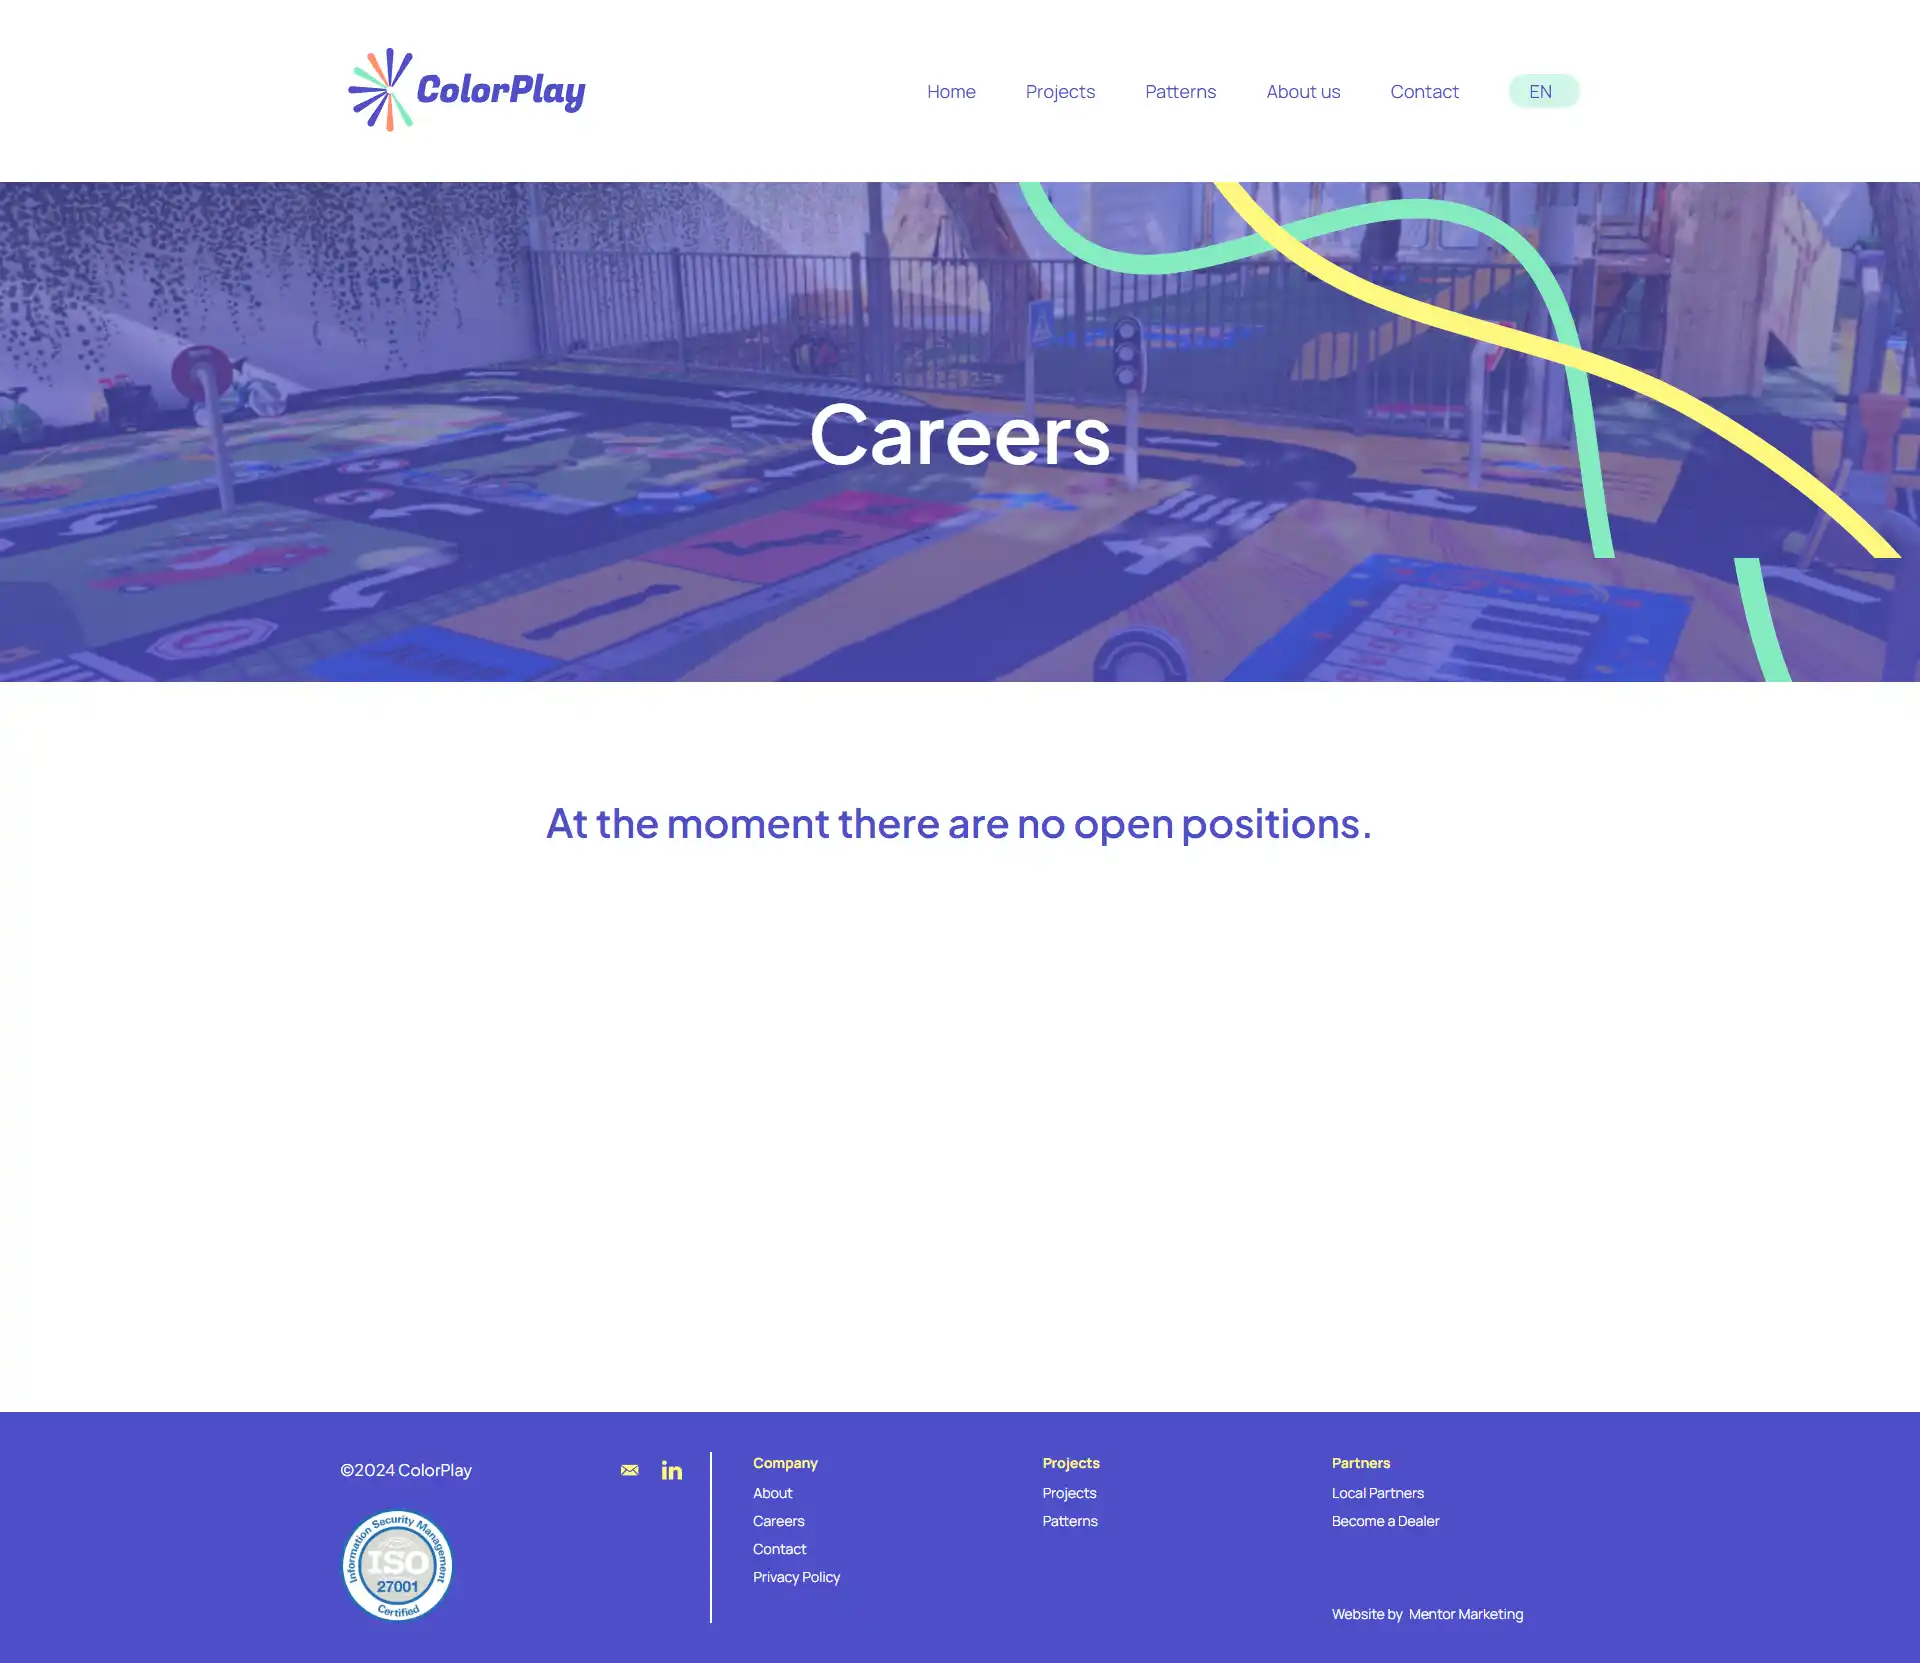 ColorPlay
Home
Projects
Patterns
About us
Contact
EN
Careers
At the moment there are no open positions.
©2024 ColorPlay
Information Security Management
ISO
27001
Certified
Company
About
Careers
Contact
Privacy Policy
Projects
Projects
Patterns
Partners
Local Partners
Become a Dealer
Website by Mentor Marketing